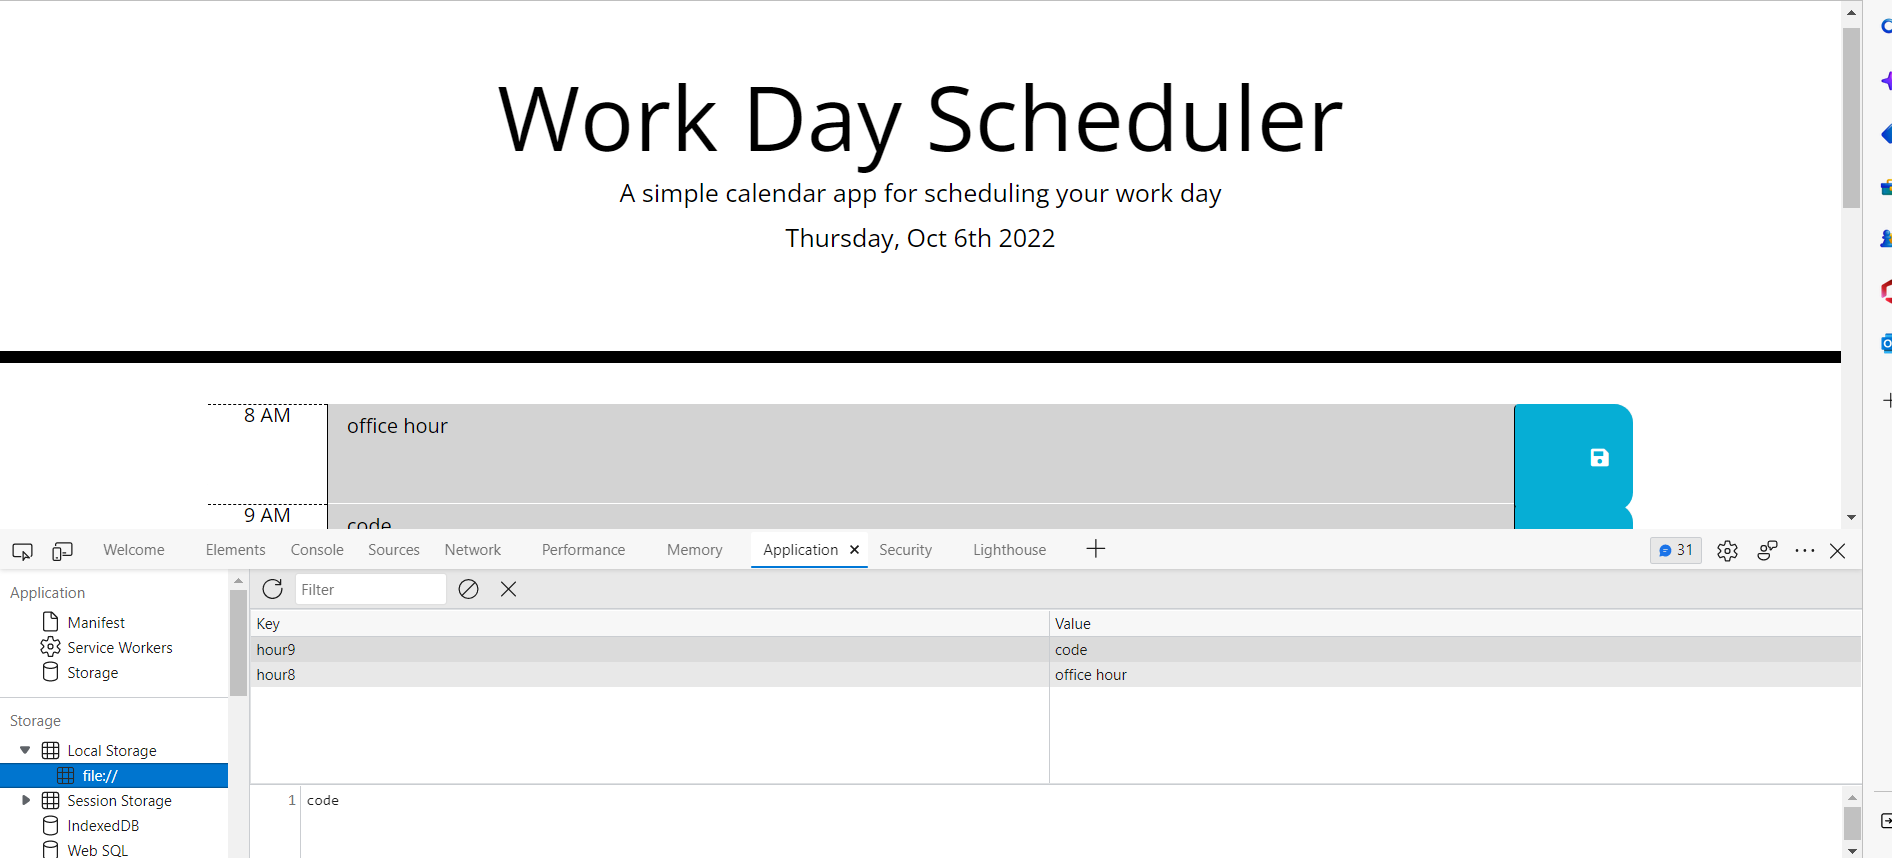 Work Day Scheduler
A simple calendar app for scheduling your work day
Thursday, Oct 6th 2022
8 AM office hour
9 AM code
Welcome Elements Console Sources Network Performance Memory Application Security Lighthouse 31
Application
Manifest
Service Workers
Storage
Storage
Local Storage
file://
Session Storage
IndexedDB
Web SQL
Filter
Key Value
hour9 code
hour8 office hour
1 code